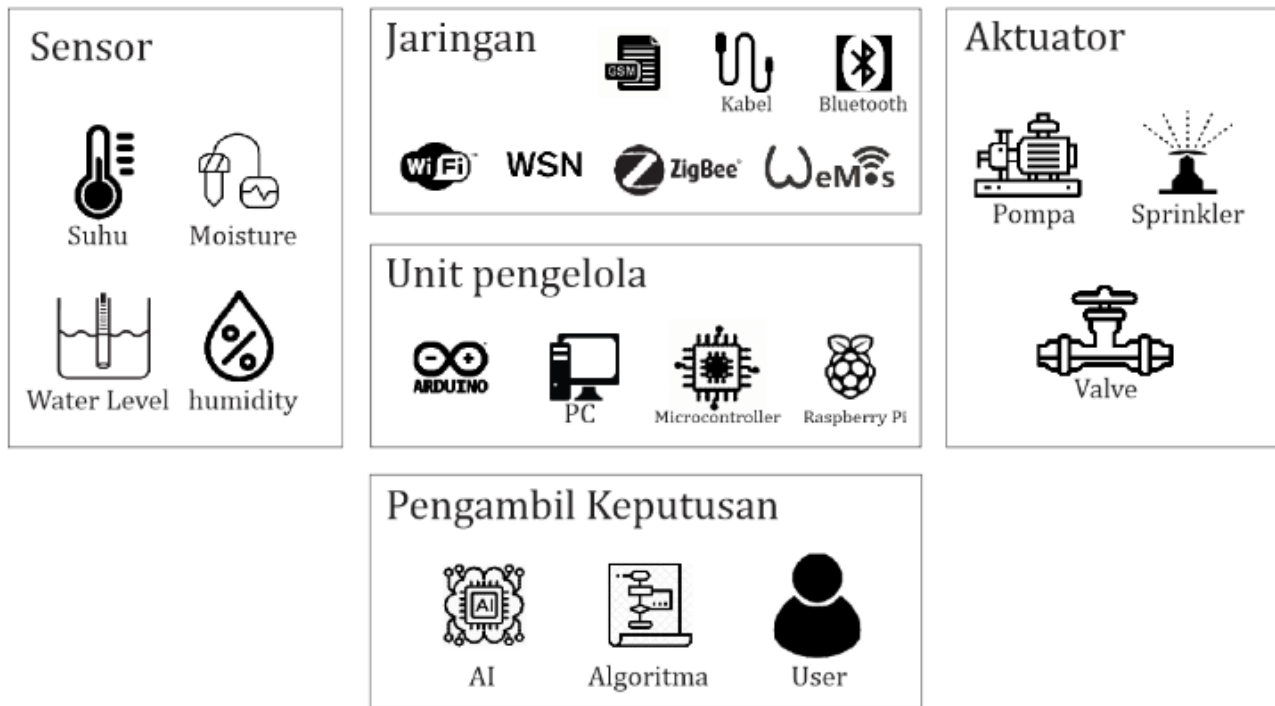 Sensor
Suhu
Moisture
Water Level
humidity
Jaringan
GSM
Kabel
Bluetooth
WiFi
WSN
ZigBee
WeMos
Unit pengelola
ARDUINO
PC
Microcontroller
Raspberry Pi
Pengambil Keputusan
AI
AI
Algoritma
User
Aktuator
Pompa
Sprinkler
Valve